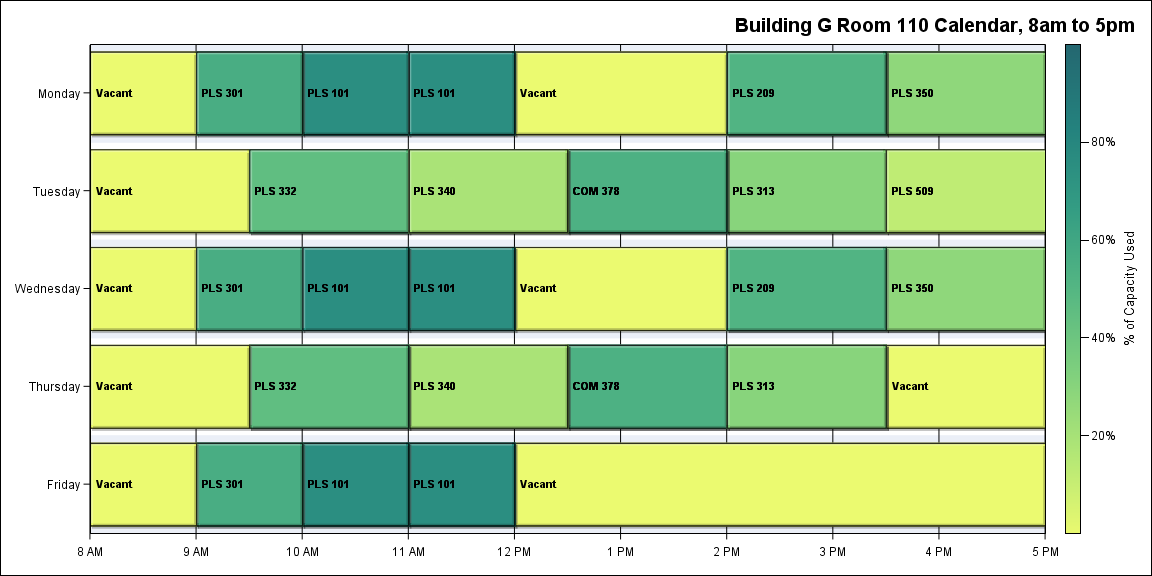 Building G Room 110 Calendar, 8am to 5pm
Monday
Vacant
PLS 301
PLS 101
PLS 101
Vacant
PLS 209
PLS 350
Tuesday
Vacant
PLS 332
PLS 340
COM 378
PLS 313
PLS 509
Wednesday
Vacant
PLS 301
PLS 101
PLS 101
Vacant
PLS 209
PLS 350
Thursday
Vacant
PLS 332
PLS 340
COM 378
PLS 313
Vacant
Friday
Vacant
PLS 301
PLS 101
PLS 101
Vacant
8 AM
9 AM
10 AM
11 AM
12 PM
1 PM
2 PM
3 PM
4 PM
5 PM
80%
60%
40%
20%
% of Capacity Used